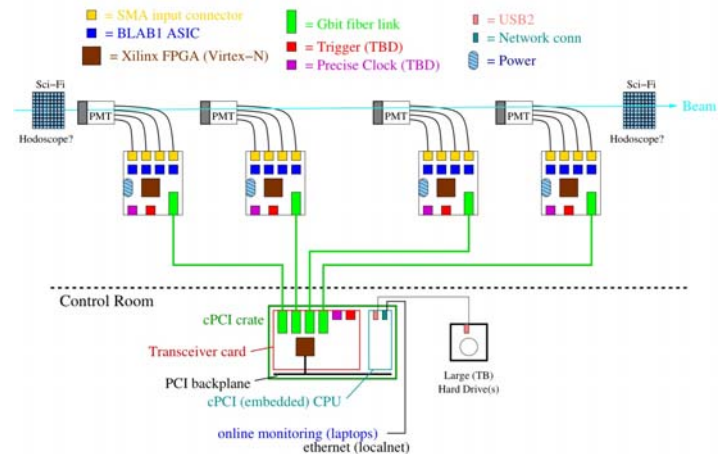 = SMA input connector
= BLAB1 ASIC
= Xilinx FPGA (Virtex-N)
= Gbit fiber link
= Trigger (TBD)
= Precise Clock (TBD)
= USB2
= Network conn
= Power
Sci-Fi
Sci-Fi
PMT
PMT
PMT
PMT
Beam
Hodoscope?
Hodoscope?
Control Room
cPCI crate
Transceiver card
PCI backplane
cPCI (embedded) CPU
Large (TB)
Hard Drive(s)
online monitoring (laptops)
ethernet (localnet)